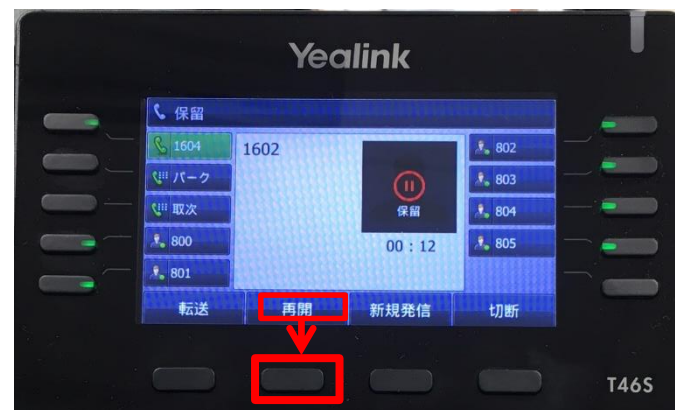 Yealink
保留
1604
1602
802
パーク
保留
803
取次
804
800
00 : 12
805
801
転送
再開
新規発信
切断
T46S